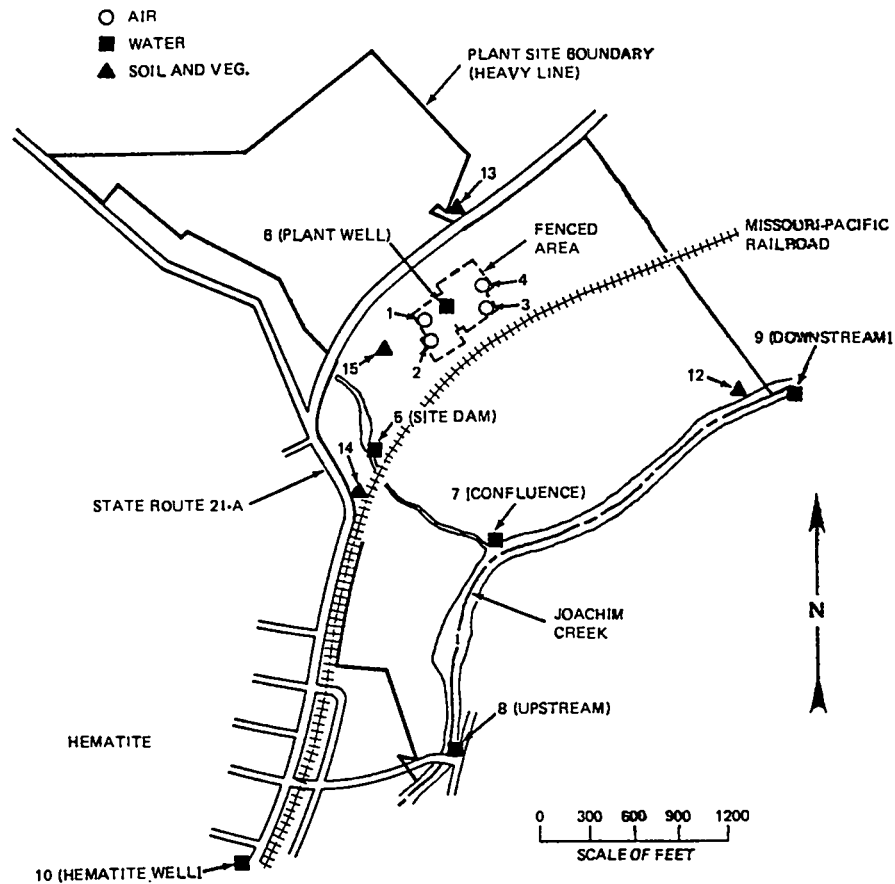 AIR
WATER
SOIL AND VEG.
PLANT SITE BOUNDARY
(HEAVY LINE)
13
6 (PLANT WELL)
FENCED
AREA
MISSOURI-PACIFIC
RAILROAD
4
1
3
2
15
9 (DOWNSTREAM)
12
5 (SITE DAM)
14
STATE ROUTE 21-A
7 (CONFLUENCE)
N
JOACHIM
CREEK
8 (UPSTREAM)
HEMATITE
0 300 600 900 1200
SCALE OF FEET
10 (HEMATITE WELL)